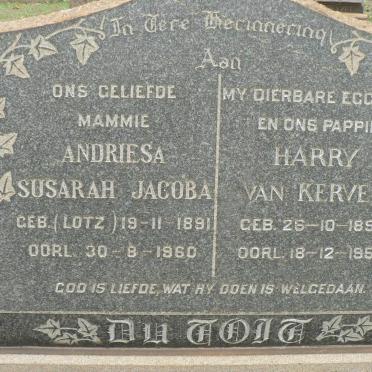 In Tere Herinnering
Aan
ONS GELIEFDE
MAMMIE
ANDRIESA
SUSARAH JACOBA
GEB. (LOTZ) 19-11-1891
OORL. 30-8-1960
MY DIERBARE
EN ONS PAPPI
HARRY
VAN KERVE
GEB. 26-10-189
OORL. 18-12-195
GOD IS LIEFDE, WAT HY DOEN IS WELGEDAAN.
DU TOIT